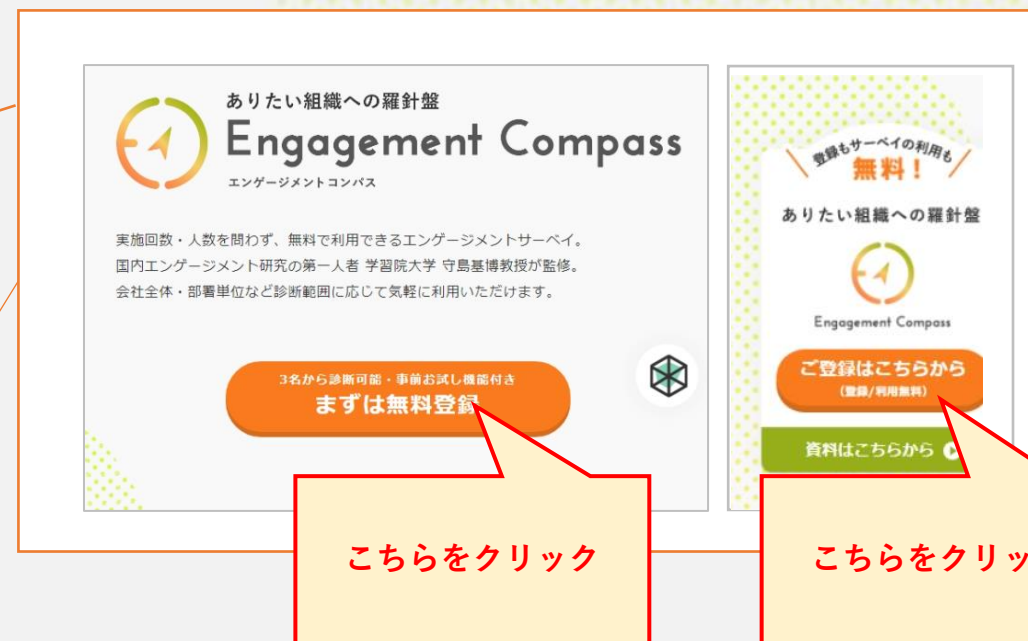 ありたい組織への羅針盤
Engagement Compass
エンゲージメントコンパス
実施回数・人数を問わず、無料で利用できるエンゲージメントサーベイ。
国内エンゲージメント研究の第一人者 学習院大学 守島基博教授が監修。
会社全体・部署単位など診断範囲に応じて気軽に利用いただけます。
3名から診断可能・事前お試し機能付き
まずは無料登録
こちらをクリック
登録もサーベイの利用も
無料！
ありたい組織への羅針盤
Engagement Compass
ご登録はこちらから
(登録/利用無料)
資料はこちらから
こちらをクリッ